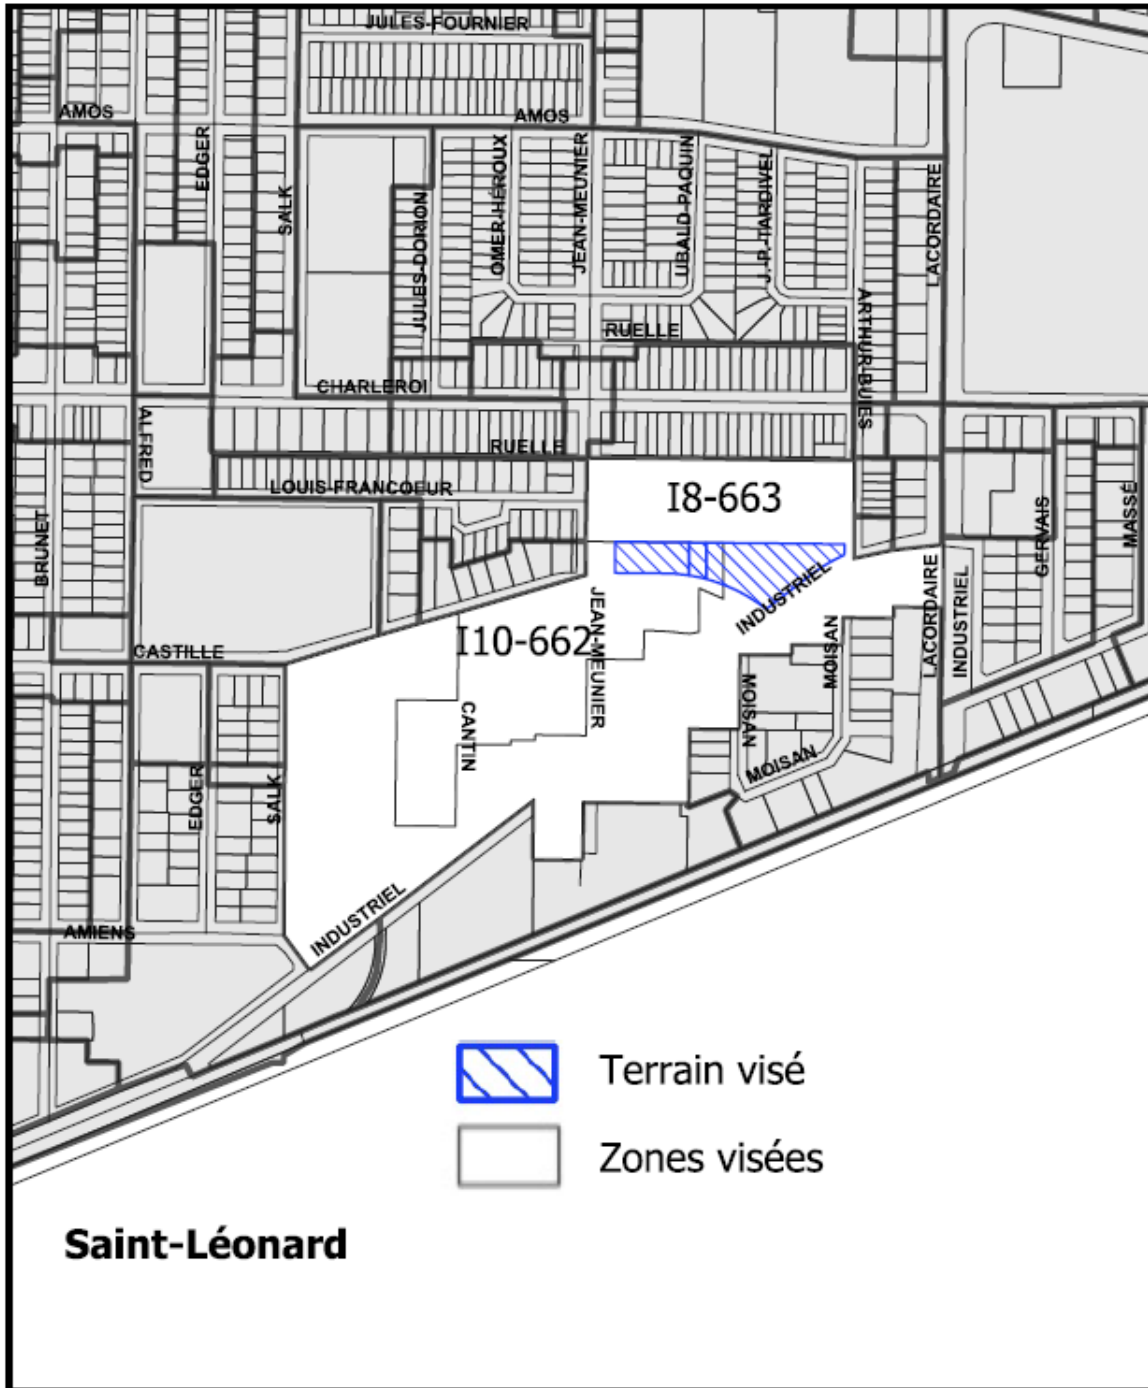 JULES-FOURNIER
AMOS
AMOS
EDGER
SALK
JULES-DORION
OMER-HÉROUX
JEAN-MEUNIER
UBALD-PAQUIN
J.-P.-TARDIVEL
LACORDAIRE
ARTHUR-BUIES
RUELLE
CHARLEROI
ALFRED
RUELLE
LOUIS-FRANCOEUR
I8-663
BRUNET
GERVAIS
MASSÉ
INDUSTRIEL
LACORDAIRE
INDUSTRIEL
JEAN-MEUNIER
I10-662
CASTILLE
MOISAN
MOISAN
MOISAN
CANTIN
EDGER
SALK
INDUSTRIEL
AMIENS
Terrain visé
Zones visées
Saint-Léonard